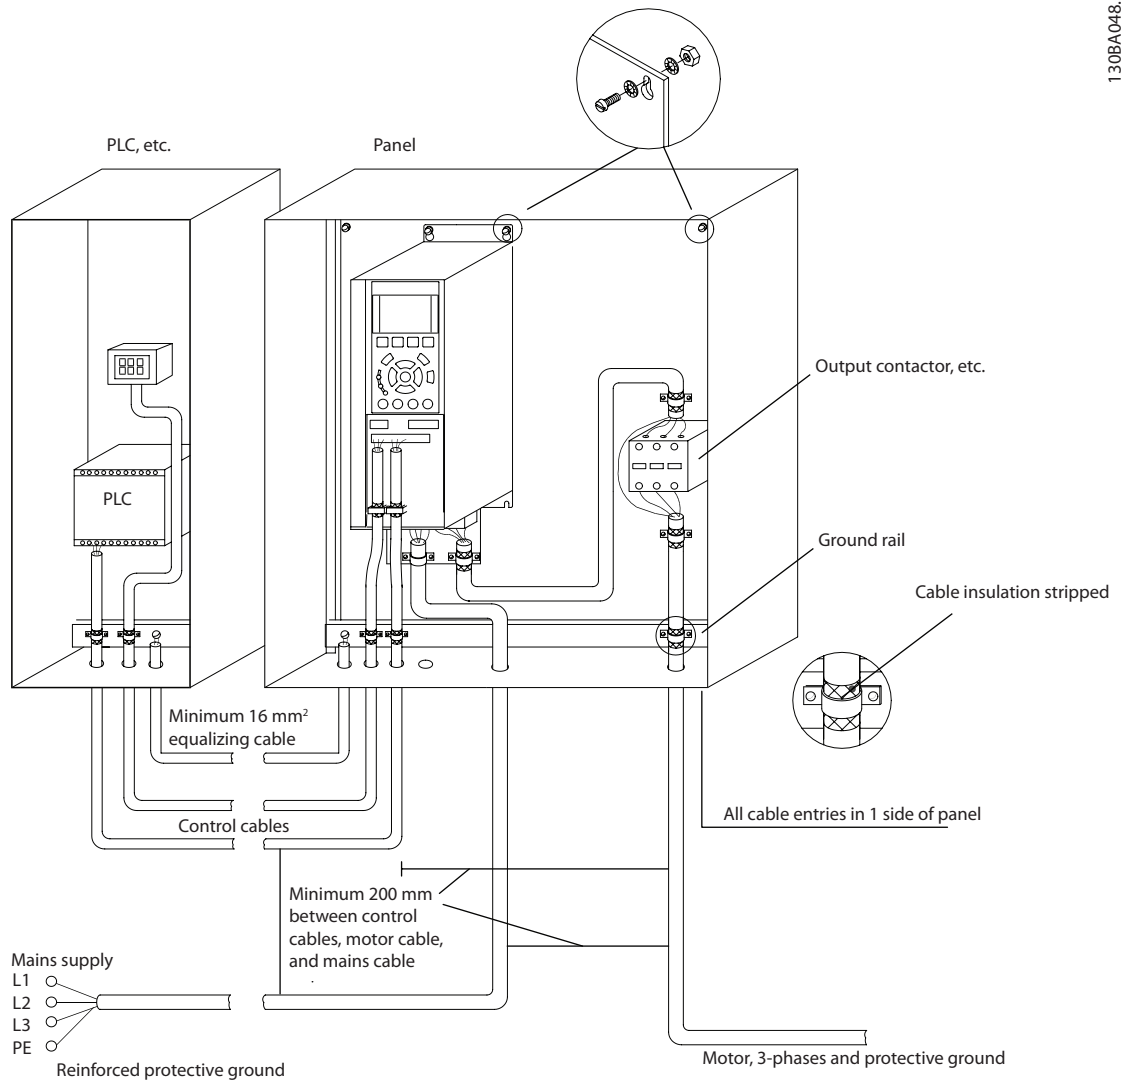 130BA048.
PLC, etc.
Panel
Output contactor, etc.
PLC
Ground rail
Cable insulation stripped
Minimum 16 mm²
equalizing cable
All cable entries in 1 side of panel
Control cables
Minimum 200 mm
between control
cables, motor cable,
and mains cable
Mains supply
L1
L2
L3
PE
Reinforced protective ground
Motor, 3-phases and protective ground